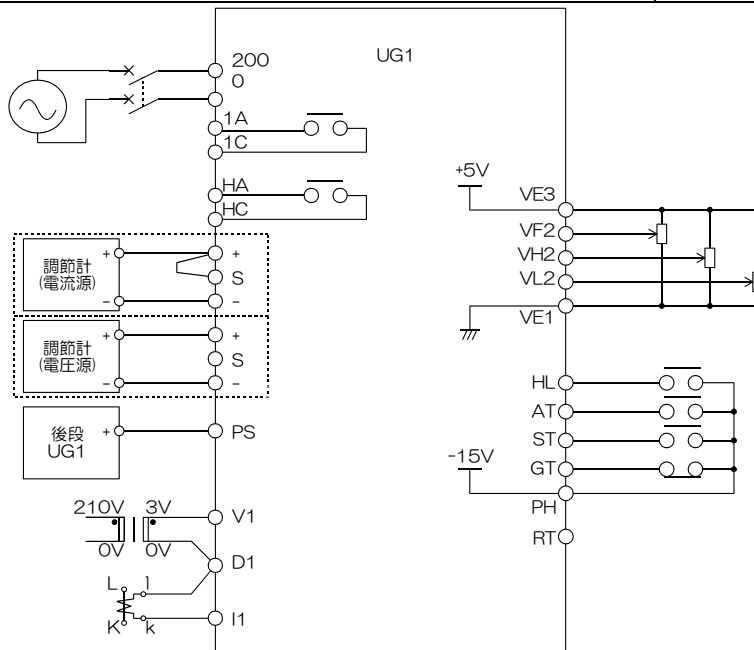 UG1
200
0
1A
1C
HA
HC
調節計
(電流源)
+
-
+
S
-
調節計
(電圧源)
+
-
+
S
-
後段
UG1
+
PS
210V
3V
0V
0V
V1
D1
L
l
K
k
I1
+5V
VE3
VF2
VH2
VL2
VE1
HL
AT
ST
GT
-15V
PH
RT